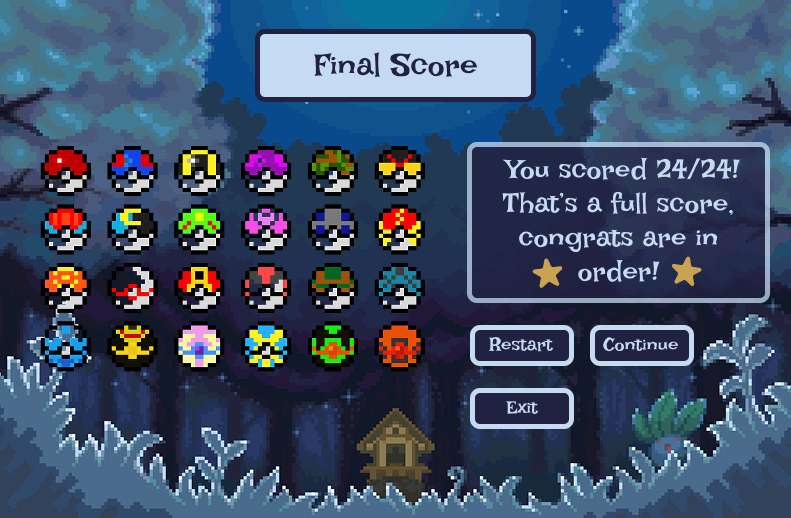 Final Score
You scored 24/24!
That's a full score,
congrats are in
order!
Restart
Continue
Exit